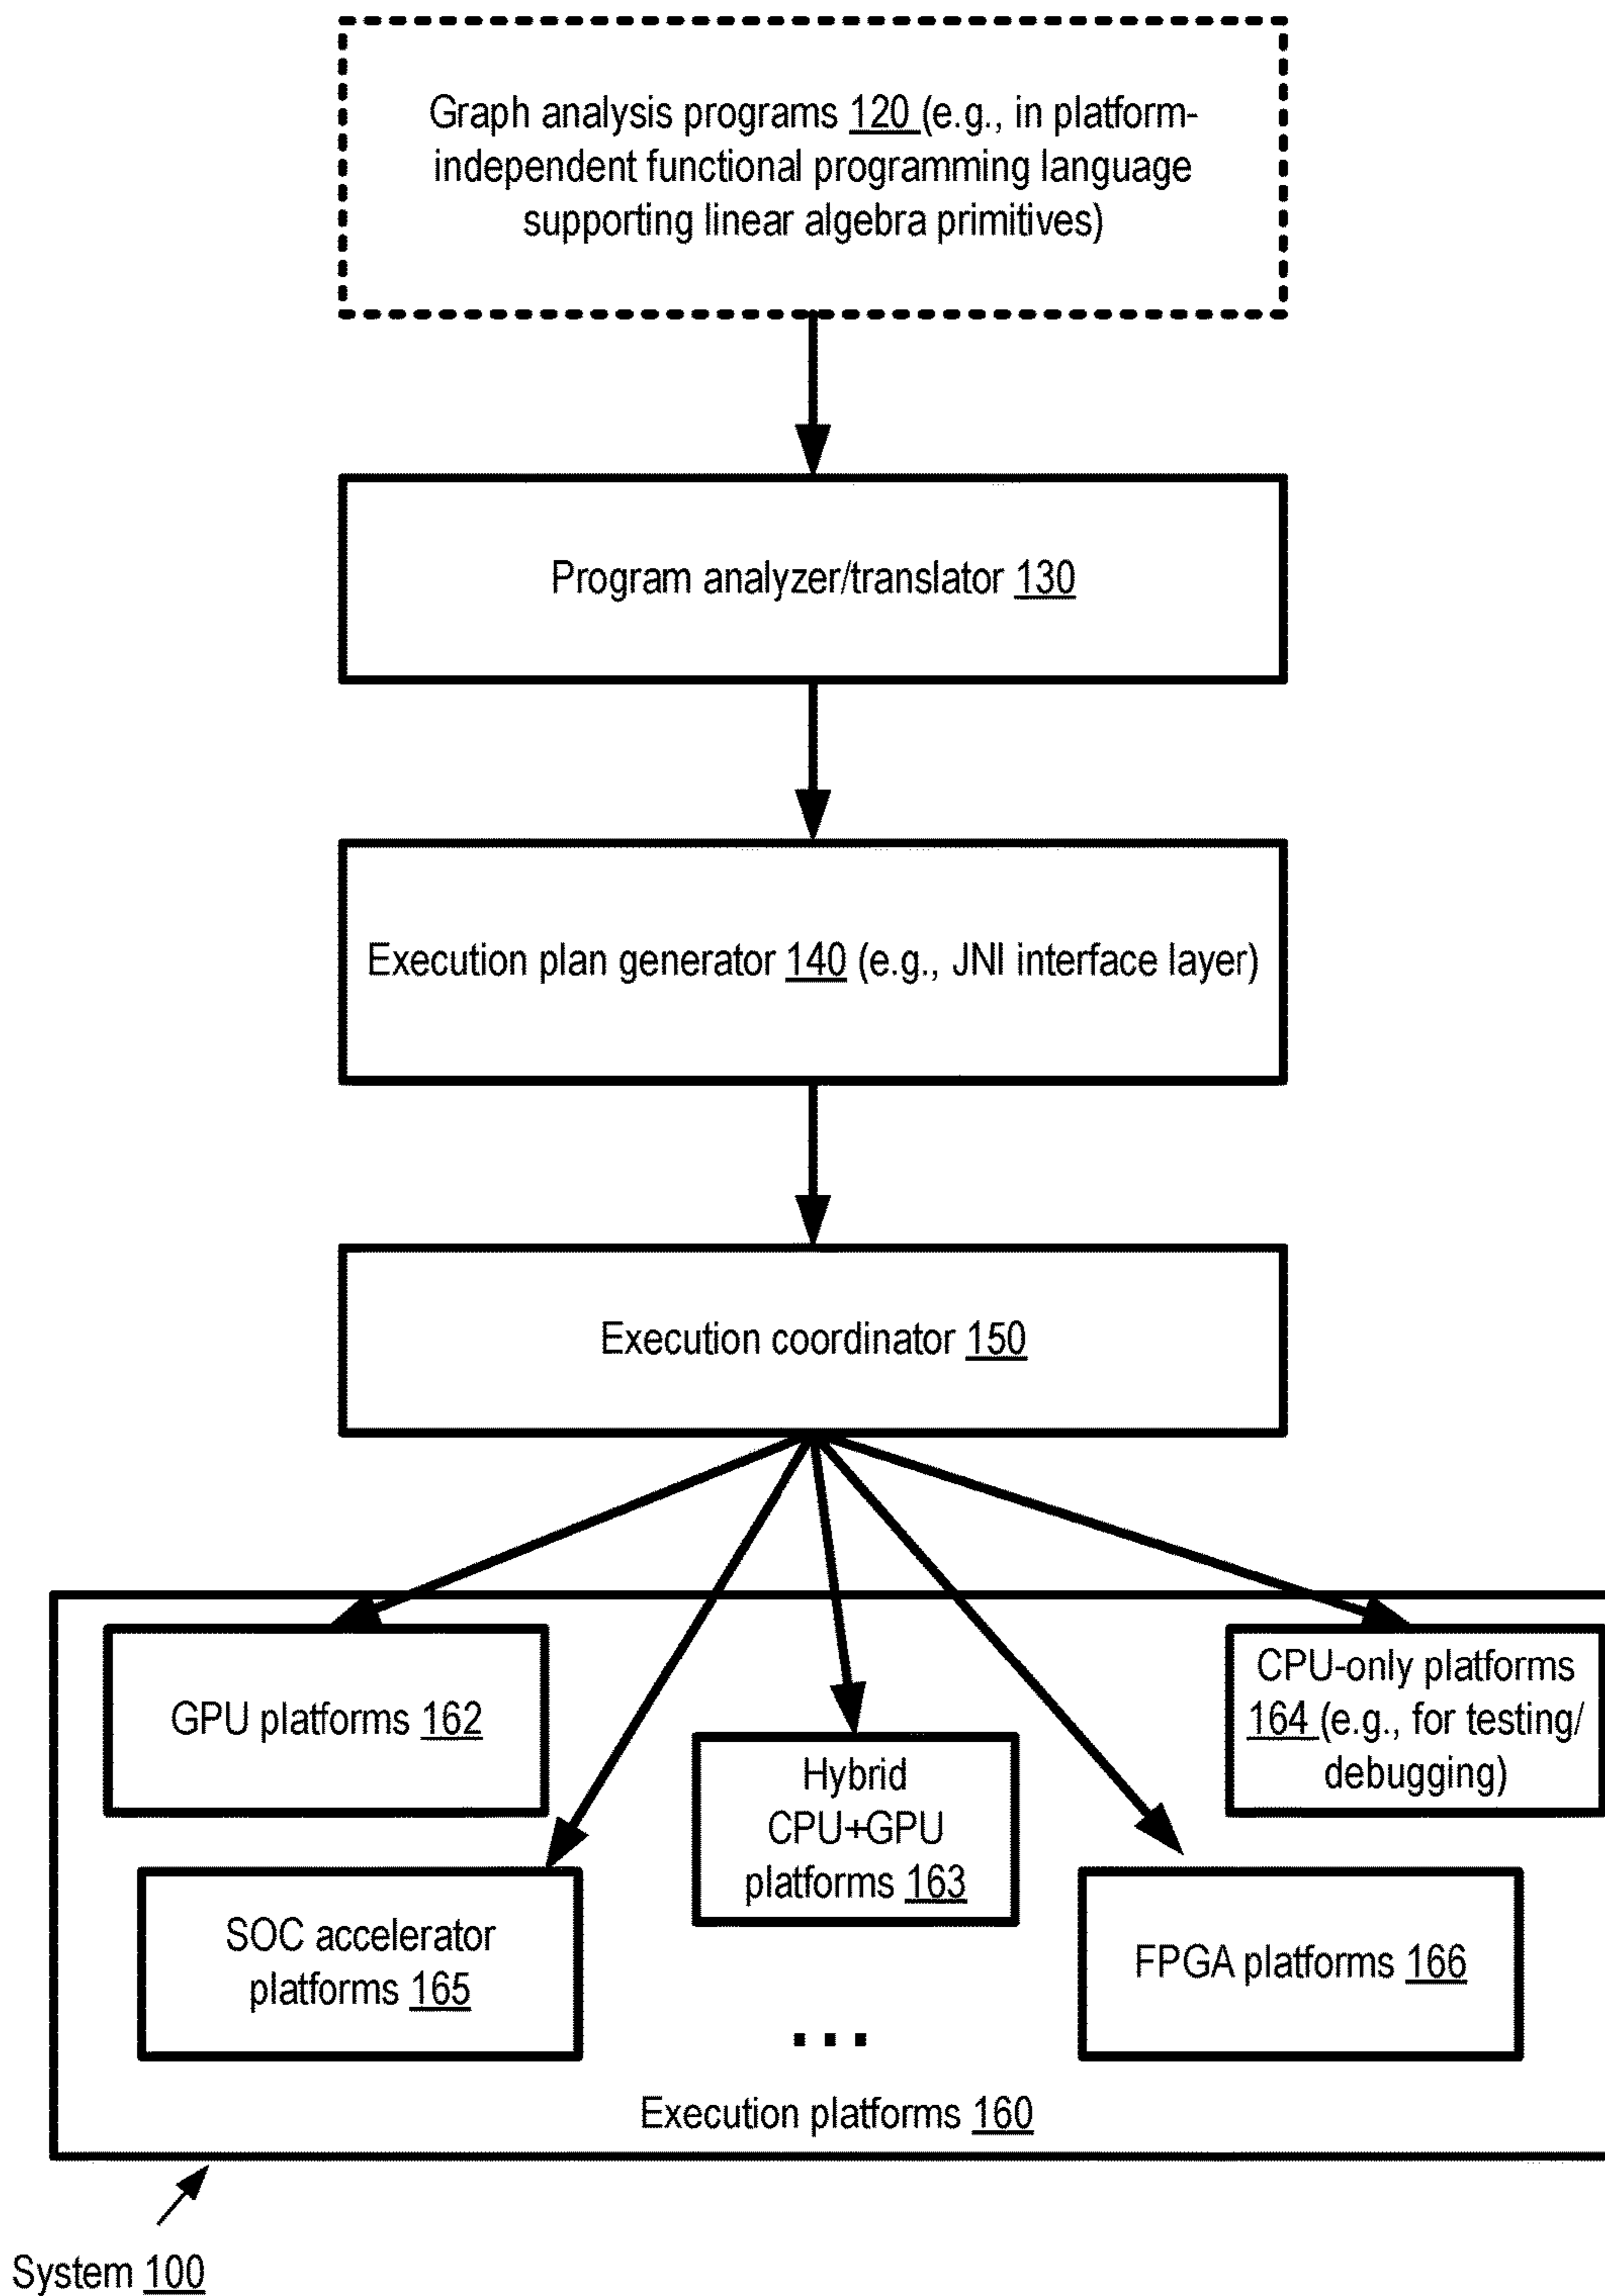 Graph analysis programs 120 (e.g., in platform-
independent functional programming language
supporting linear algebra primitives)
Program analyzer/translator 130
Execution plan generator 140 (e.g., JNI interface layer)
Execution coordinator 150
GPU platforms 162
CPU-only platforms
164 (e.g., for testing/
debugging)
Hybrid
CPU+GPU
platforms 163
SOC accelerator
platforms 165
FPGA platforms 166
...
Execution platforms 160
System 100